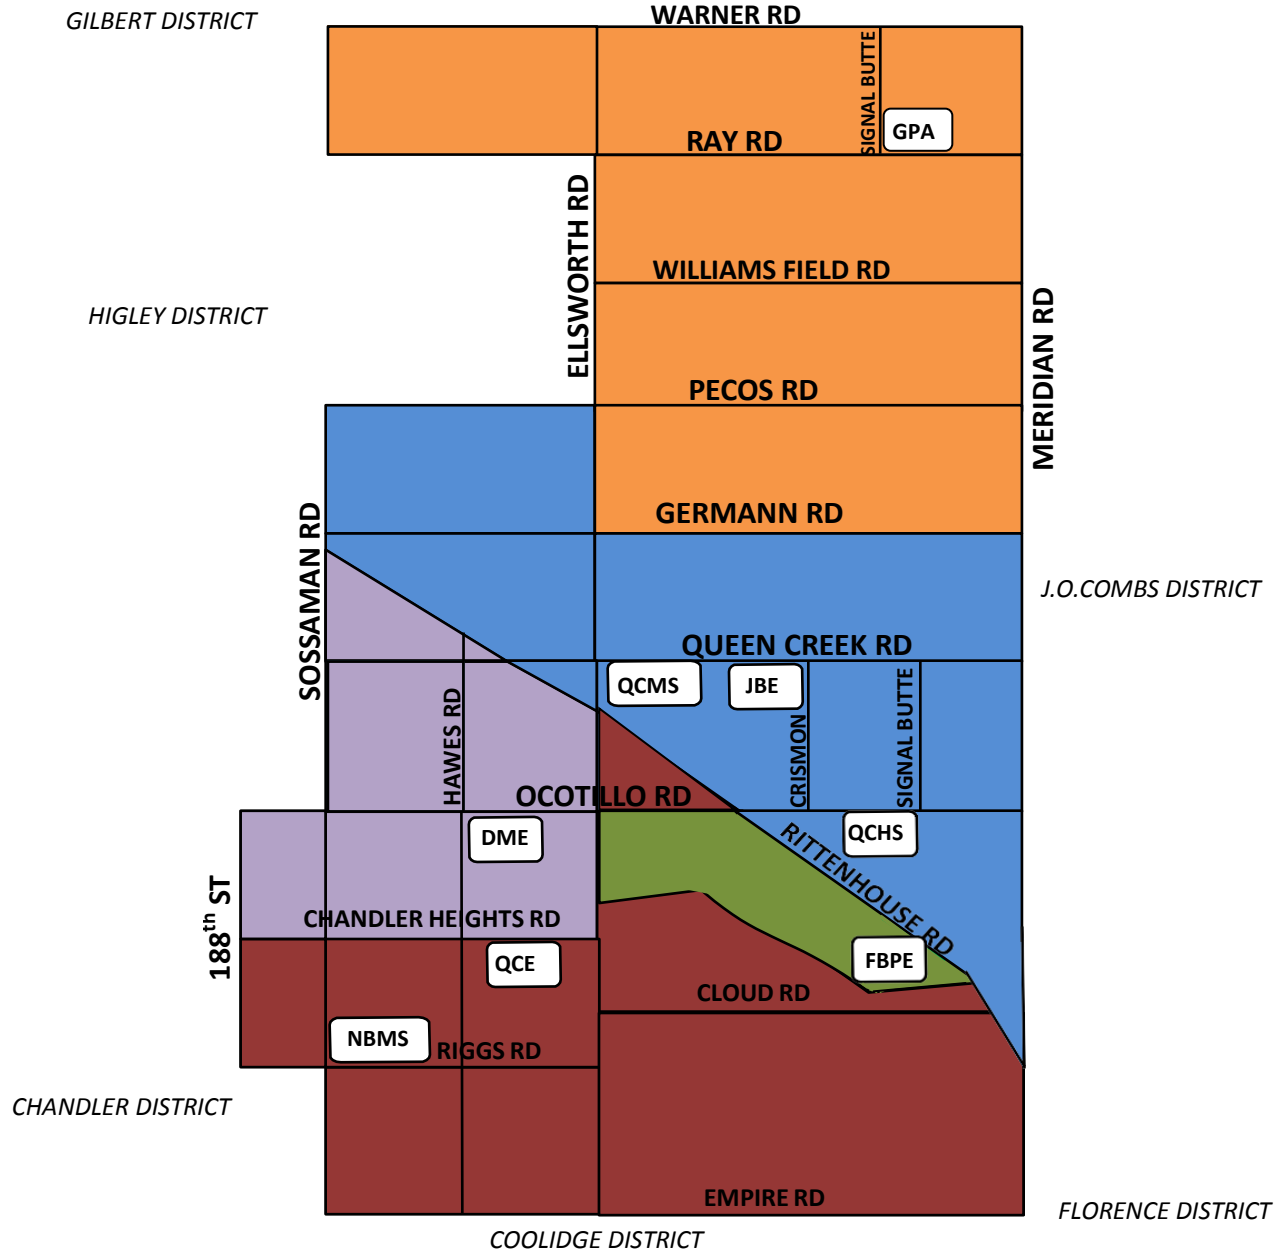 GILBERT DISTRICT
WARNER RD
SIGNAL BUTTE
GPA
RAY RD
ELLSWORTH RD
WILLIAMS FIELD RD
HIGLEY DISTRICT
MERIDIAN RD
PECOS RD
GERMANN RD
SOSSAMAN RD
J.O.COMBS DISTRICT
QUEEN CREEK RD
QCMS
JBE
HAWES RD
CRISMON
SIGNAL BUTTE
OCOTILLO RD
DME
QCHS
RITTENHOUSE RD
188th ST
CHANDLER HEIGHTS RD
QCE
FBPE
CLOUD RD
NBMS
RIGGS RD
CHANDLER DISTRICT
EMPIRE RD
FLORENCE DISTRICT
COOLIDGE DISTRICT